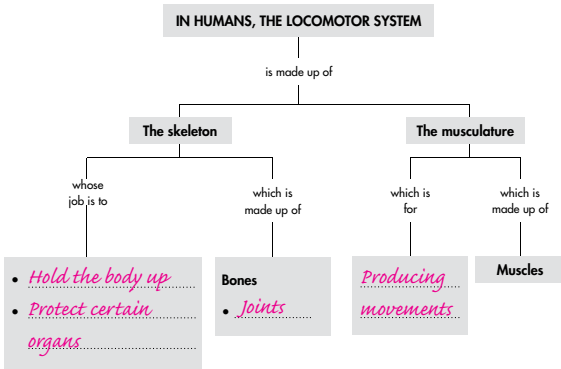 IN HUMANS, THE LOCOMOTOR SYSTEM
is made up of
The skeleton
The musculature
whose
job is to
which is
made up of
which is
for
which is
made up of
• Hold the body up
• Protect certain
organs
Bones
• Joints
Producing
movements
Muscles